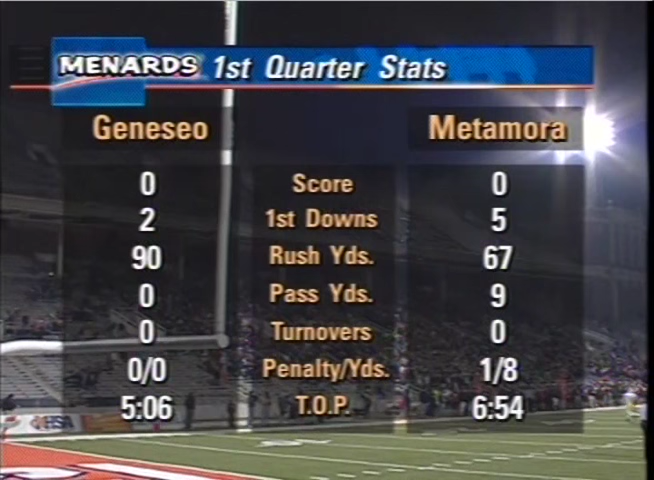 MENARDS 1st Quarter Stats
Geneseo Metamora
0 Score 0
2 1st Downs 5
90 Rush Yds. 67
0 Pass Yds. 9
0 Turnovers 0
0/0 Penalty/Yds. 1/8
5:06 T.O.P. 6:54